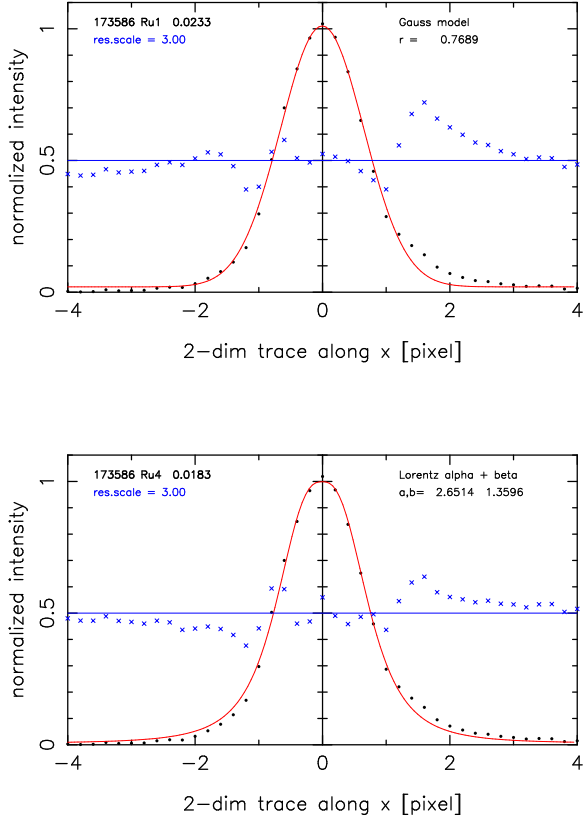 173586 Ru1 0.0233
Gauss model
res.scale = 3.00
r = 0.7689
normalized intensity
1
0.5
0
−4
−2
0
2
4
2-dim trace along x [pixel]
173586 Ru4 0.0183
Lorentz alpha + beta
res.scale = 3.00
a,b= 2.6514 1.3596
normalized intensity
1
0.5
0
−4
−2
0
2
4
2-dim trace along x [pixel]